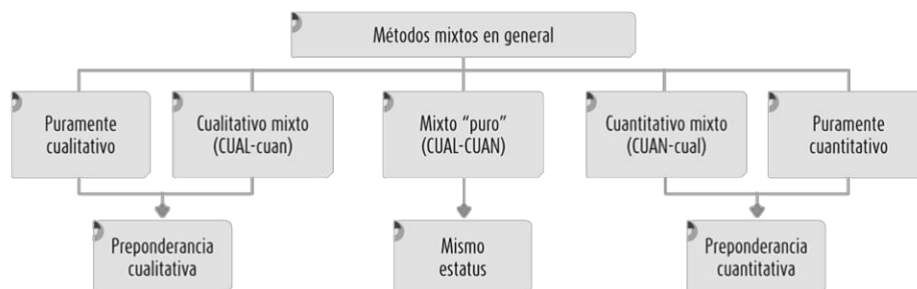 Métodos mixtos en general
Puramente
cualitativo
Cualitativo mixto
(CUAL-cuan)
Mixto “puro”
(CUAL-CUAN)
Cuantitativo mixto
(CUAN-cual)
Puramente
cuantitativo
Preponderancia
cualitativa
Mismo
estatus
Preponderancia
cuantitativa